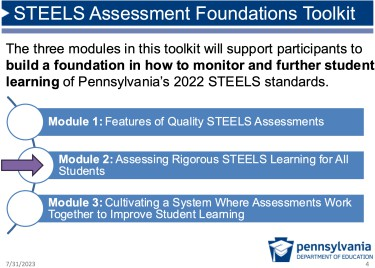 STEELS Assessment Foundations Toolkit
The three modules in this toolkit will support participants to
build a foundation in how to monitor and further student
learning of Pennsylvania's 2022 STEELS standards.
Module 1: Features of Quality STEELS Assessments
Module 2: Assessing Rigorous STEELS Learning for All
Students
Module 3: Cultivating a System Where Assessments Work
Together to Improve Student Learning
pennsylvania
DEPARTMENT OF EDUCATION
7/31/2023
4